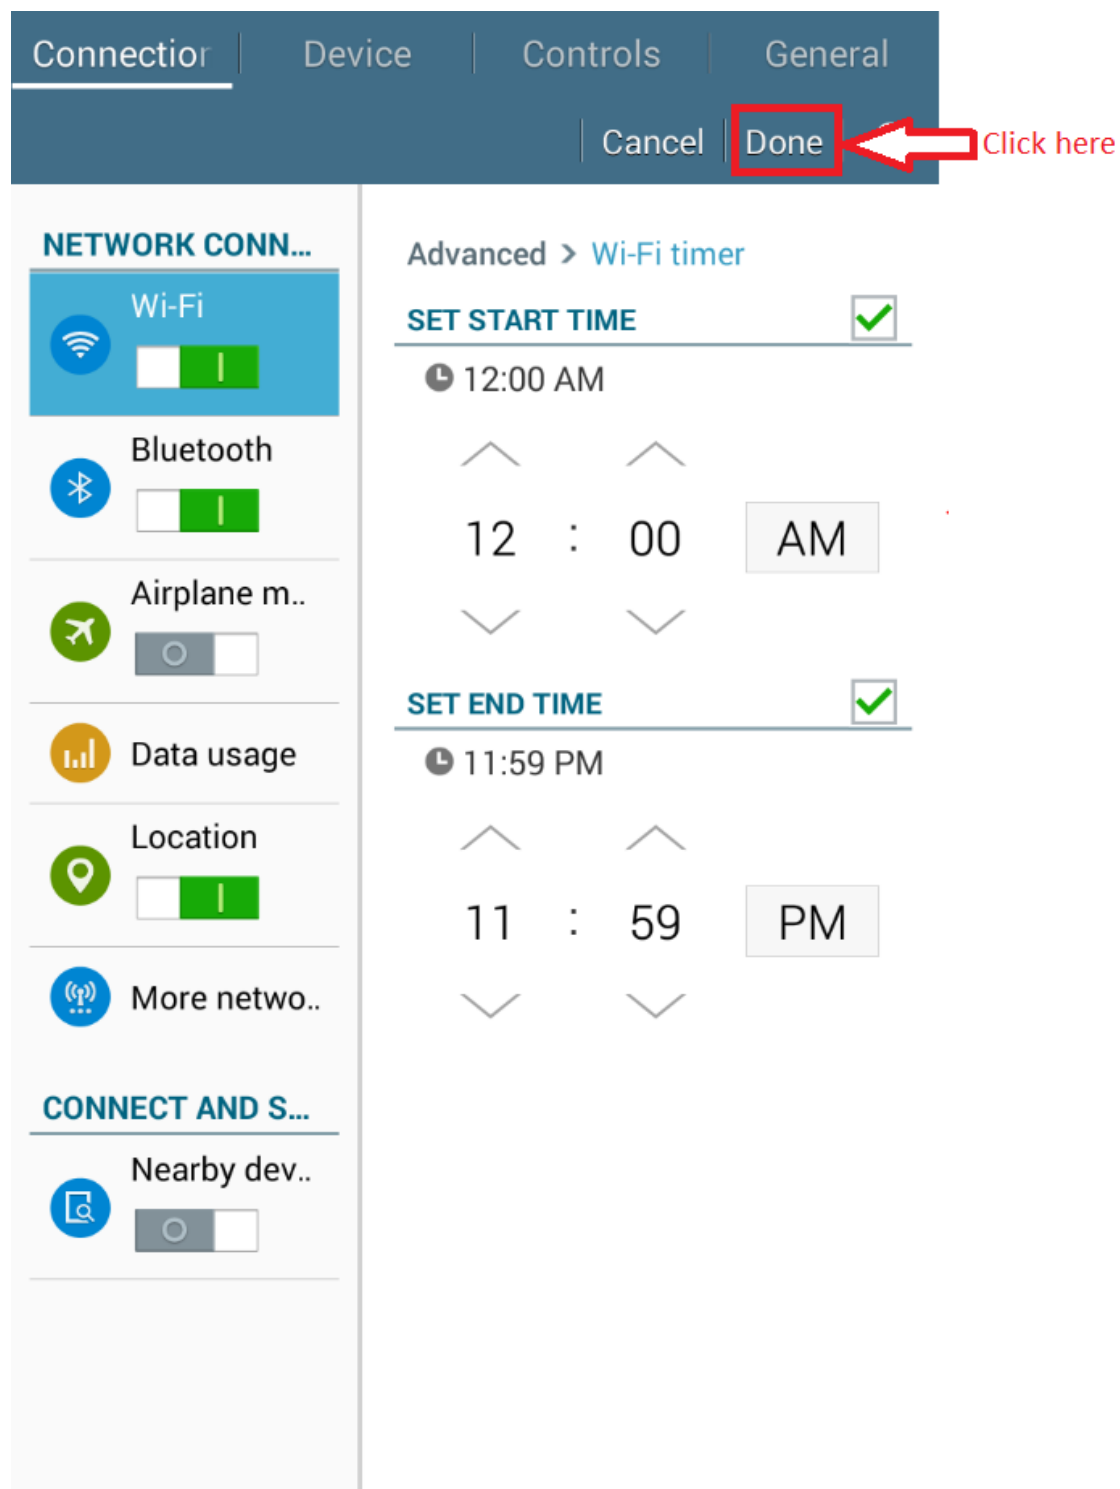 Connection Device Controls General
Cancel Done Click here
NETWORK CONN...
Wi-Fi
Bluetooth
Airplane m..
Data usage
Location
More netwo..
CONNECT AND S...
Nearby dev..
Advanced > Wi-Fi timer
SET START TIME
12:00 AM
12 : 00 AM
SET END TIME
11:59 PM
11 : 59 PM